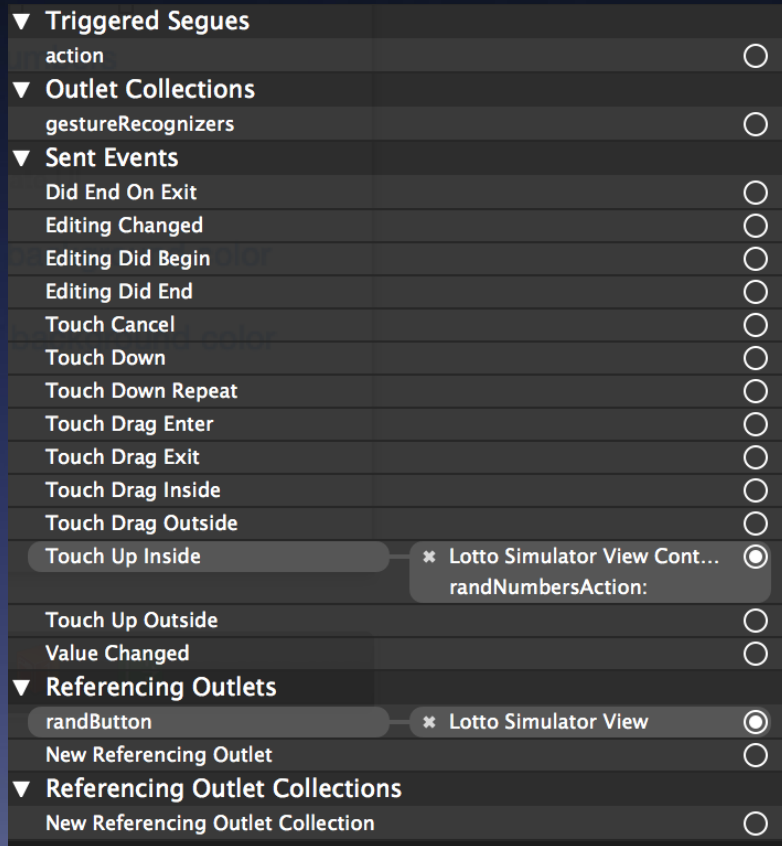 Triggered Segues
action
Outlet Collections
gestureRecognizers
Sent Events
Did End On Exit
Editing Changed
Editing Did Begin
Editing Did End
Touch Cancel
Touch Down
Touch Down Repeat
Touch Drag Enter
Touch Drag Exit
Touch Drag Inside
Touch Drag Outside
Touch Up Inside Lotto Simulator View Cont...
randNumbersAction:
Touch Up Outside
Value Changed
Referencing Outlets
randButton Lotto Simulator View
New Referencing Outlet
Referencing Outlet Collections
New Referencing Outlet Collection